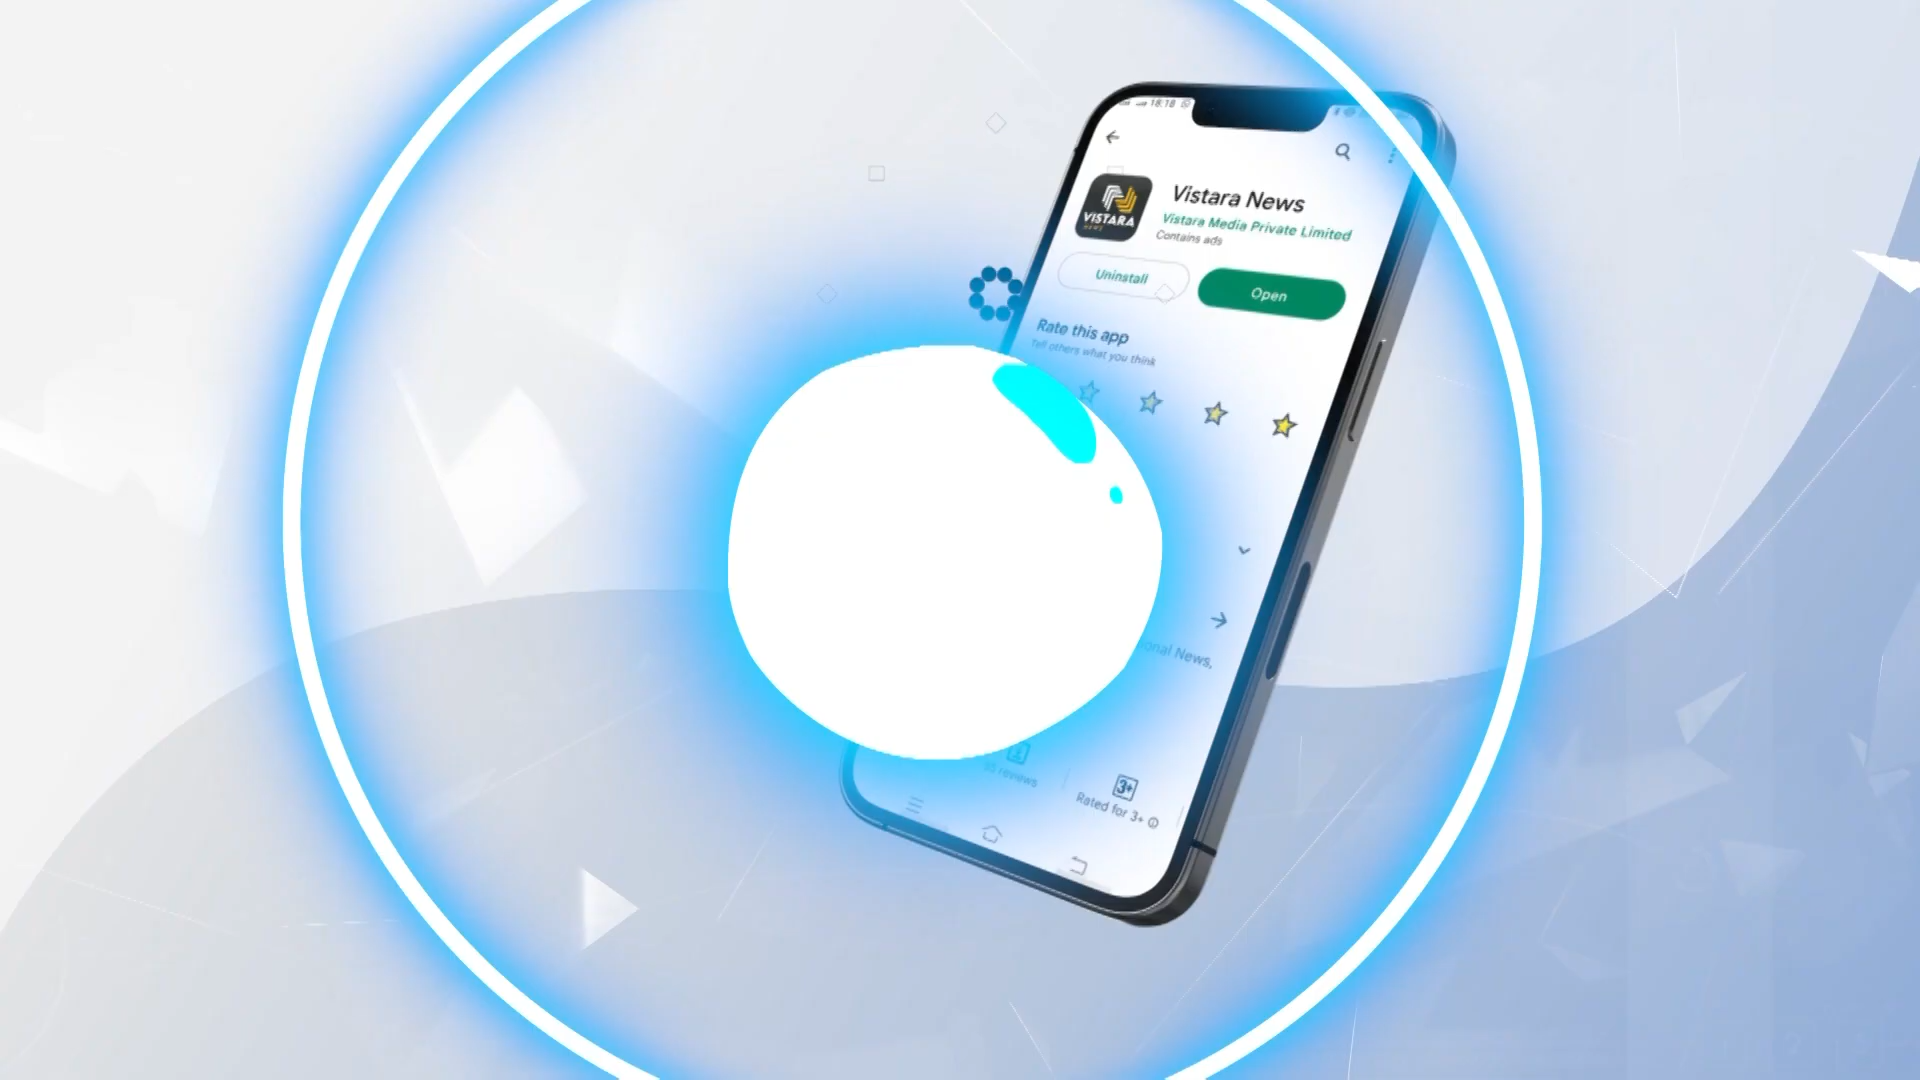 18:18
Vistara News
Vistara Media Private Limited
Contains ads
VISTARA
NEWS
Uninstall
Open
Rate this app
Tell others what you think
News,
reviews
3+
Rated for 3+